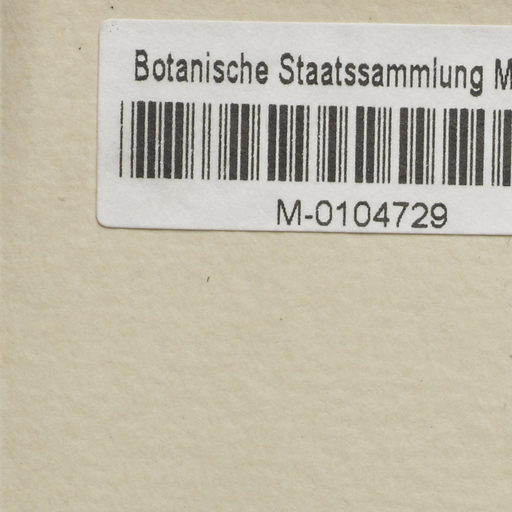 Botanische Staatssammlung M
M-0104729